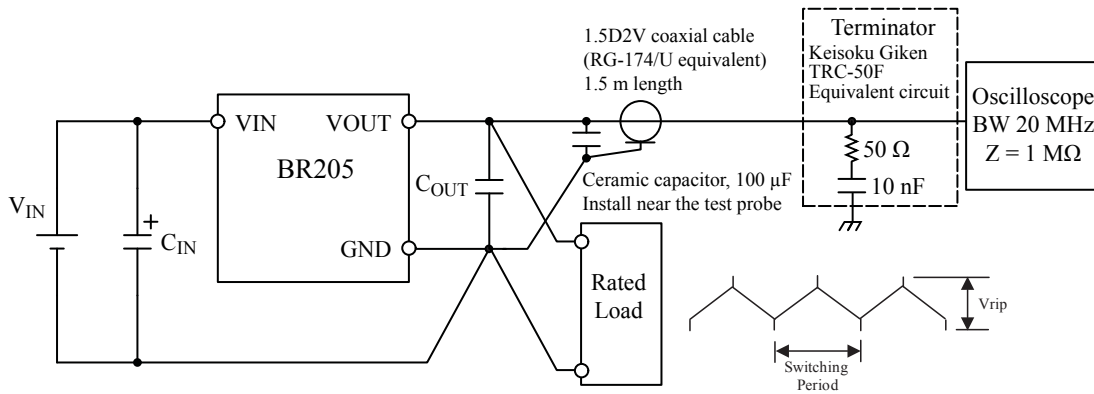 1.5D2V coaxial cable
(RG-174/U equivalent)
1.5 m length
Terminator
Keisoku Giken
TRC-50F
Equivalent circuit
Oscilloscope
BW 20 MHz
Z = 1 MΩ
VIN
VOUT
BR205
GND
VIN
+
CIN
COUT
50 Ω
10 nF
Ceramic capacitor, 100 µF
Install near the test probe
Rated
Load
Vrip
Switching
Period